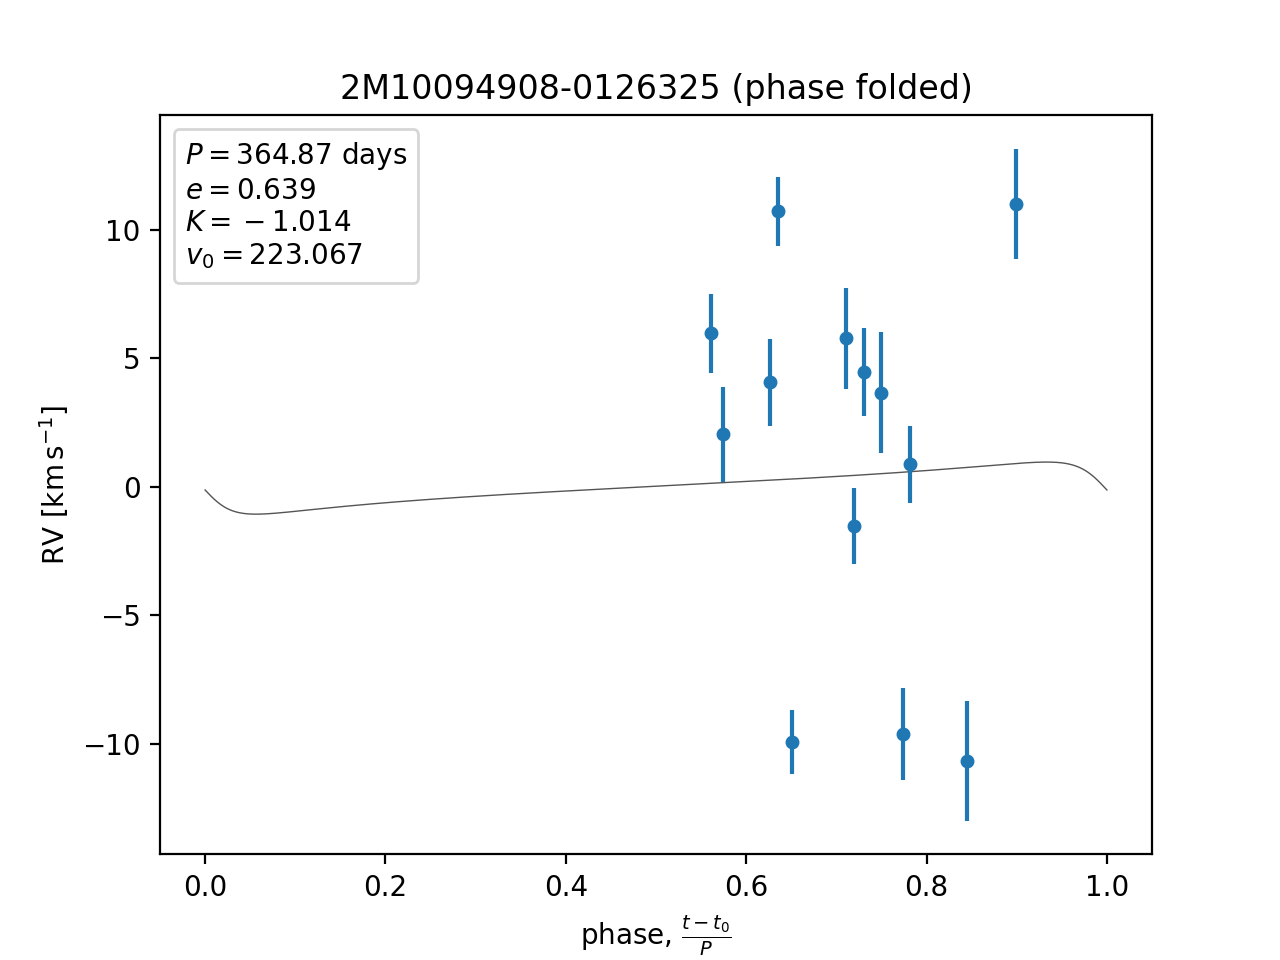 2M10094908-0126325 (phase folded)
P = 364.87 days
e = 0.639
K = −1.014
v₀ = 223.067
10
5
0
−5
−10
RV [km s⁻¹]
0.0 0.2 0.4 0.6 0.8 1.0
phase, (t − t₀)/P